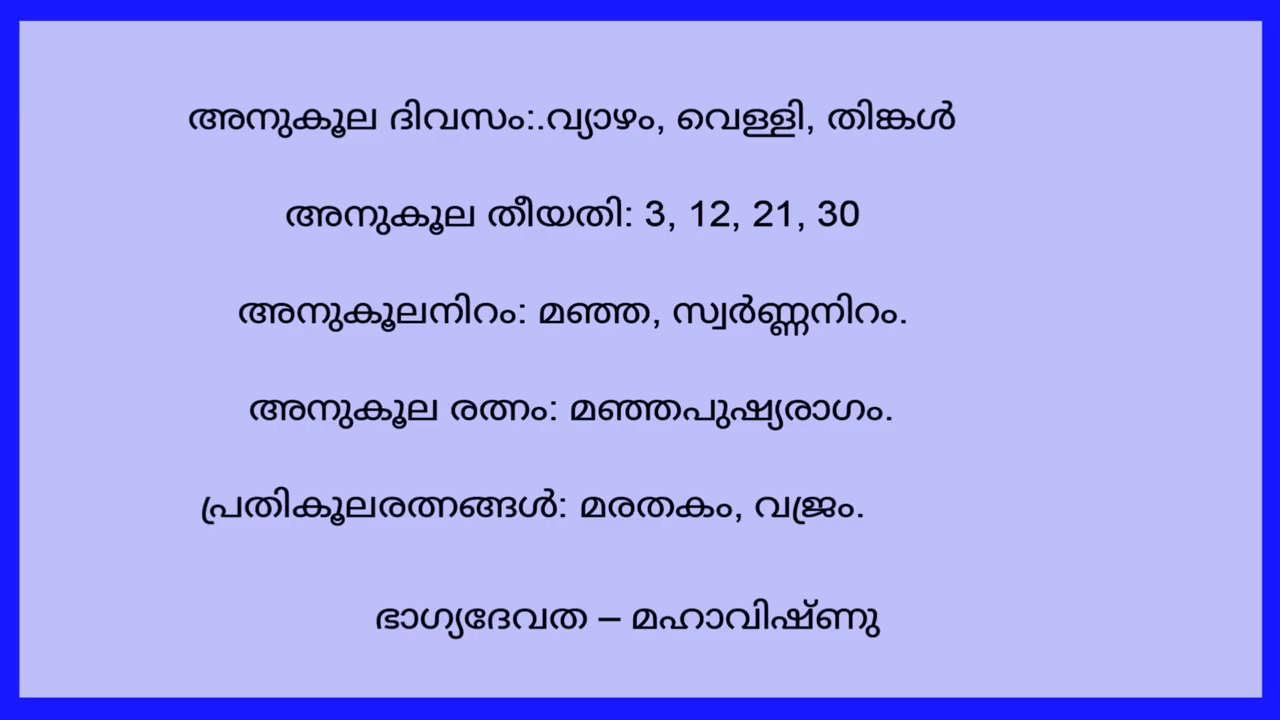 അനുകൂല ദിവസം:.വ്യാഴം, വെള്ളി, തിങ്കൾ
അനുകൂല തീയതി: 3, 12, 21, 30
അനുകൂലനിറം: മഞ്ഞ, സ്വർണ്ണനിറം.
അനുകൂല രത്നം: മഞ്ഞപുഷ്യരാഗം.
പ്രതികൂലരത്നങ്ങൾ: മരതകം, വജ്രം.
ഭാഗ്യദേവത – മഹാവിഷ്ണു